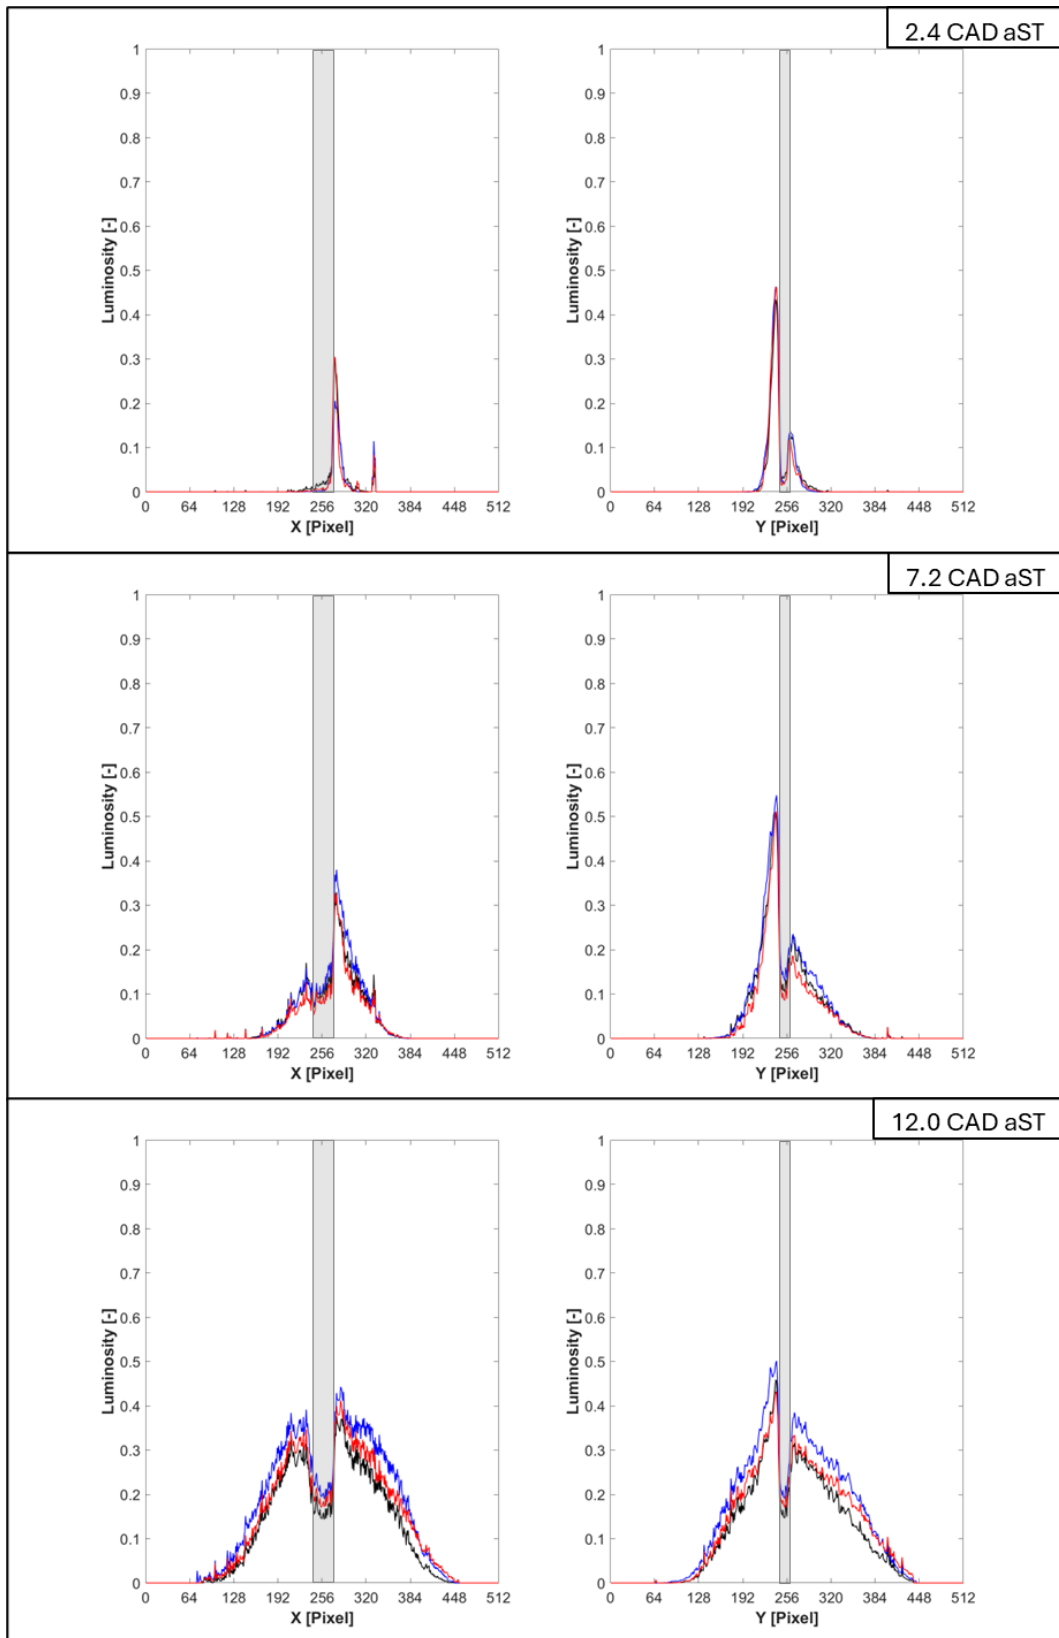 2.4 CAD aST
1 1
0.9 0.9
0.8 0.8
0.7 0.7
0.6 0.6
Luminosity [-] Luminosity [-]
0.5 0.5
0.4 0.4
0.3 0.3
0.2 0.2
0.1 0.1
0 0
0 64 128 192 256 320 384 448 512 0 64 128 192 256 320 384 448 512
X [Pixel] Y [Pixel]
7.2 CAD aST
1 1
0.9 0.9
0.8 0.8
0.7 0.7
0.6 0.6
Luminosity [-] Luminosity [-]
0.5 0.5
0.4 0.4
0.3 0.3
0.2 0.2
0.1 0.1
0 0
0 64 128 192 256 320 384 448 512 0 64 128 192 256 320 384 448 512
X [Pixel] Y [Pixel]
12.0 CAD aST
1 1
0.9 0.9
0.8 0.8
0.7 0.7
0.6 0.6
Luminosity [-] Luminosity [-]
0.5 0.5
0.4 0.4
0.3 0.3
0.2 0.2
0.1 0.1
0 0
0 64 128 192 256 320 384 448 512 0 64 128 192 256 320 384 448 512
X [Pixel] Y [Pixel]